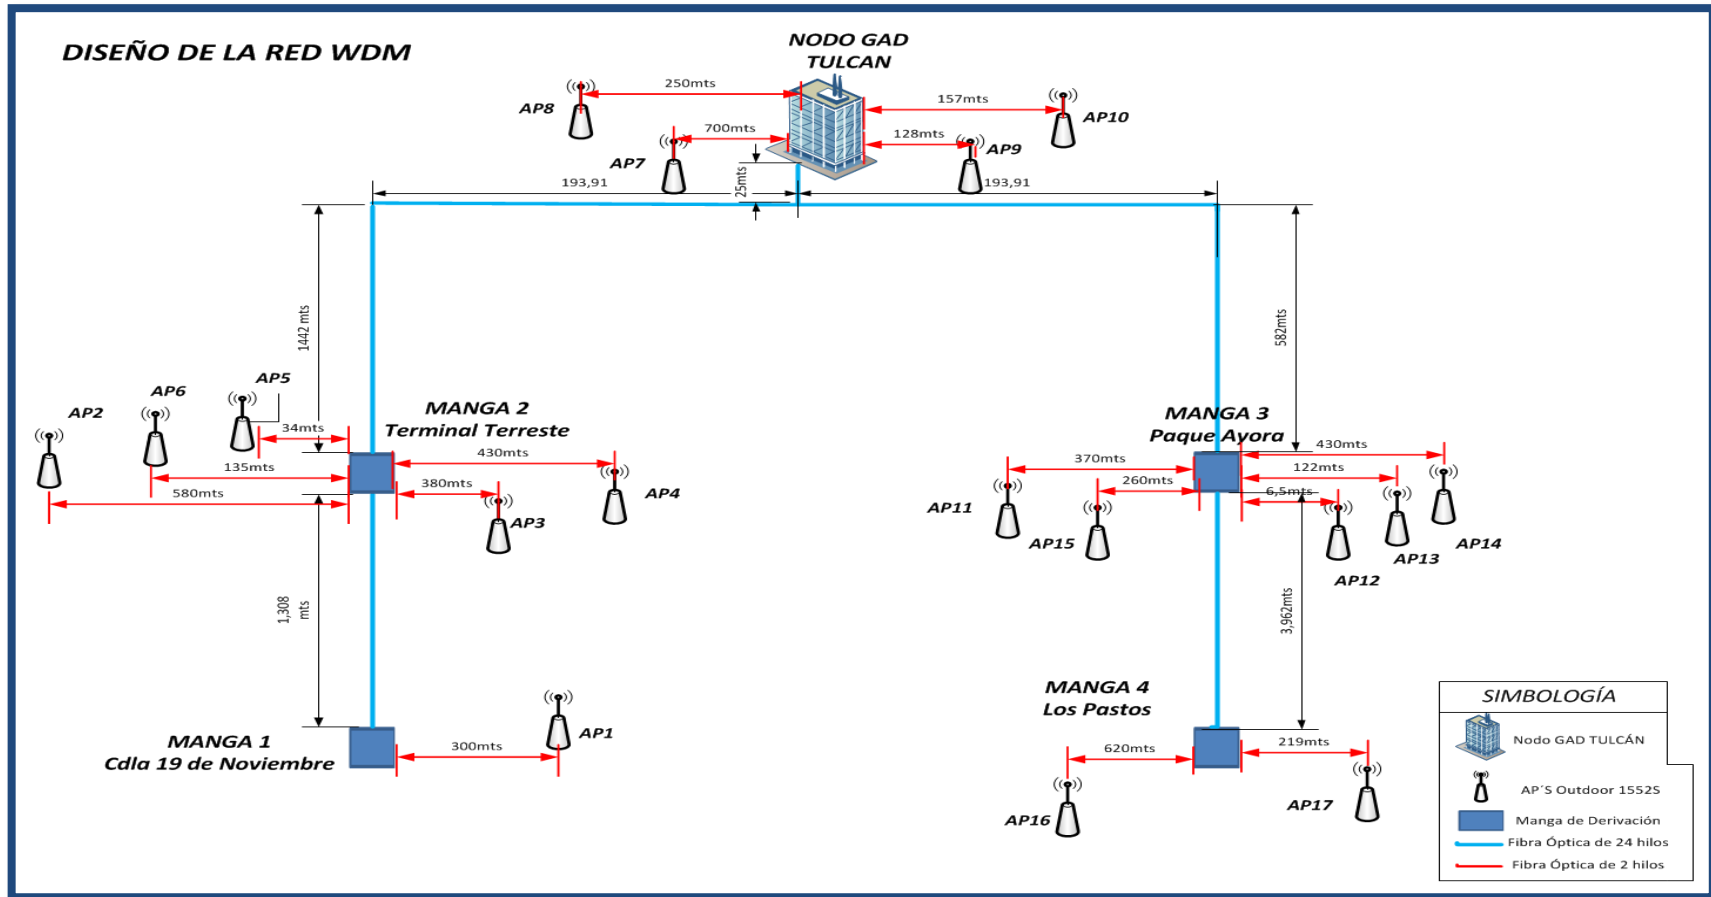 DISEÑO DE LA RED WDM
NODO GAD
TULCAN
250mts
AP8
157mts
AP10
700mts
AP7
128mts
AP9
25mts
193,91
193,91
1442 mts
582mts
AP5
AP6
AP2
34mts
135mts
580mts
MANGA 2
Terminal Terreste
430mts
380mts
AP4
AP3
MANGA 3
Paque Ayora
430mts
370mts
122mts
260mts
6,5mts
AP11
AP15
AP14
AP13
AP12
1,308
mts
3,962mts
MANGA 1
Cdla 19 de Noviembre
300mts
AP1
MANGA 4
Los Pastos
620mts
219mts
AP16
AP17
SIMBOLOGÍA
Nodo GAD TULCÁN
AP´S Outdoor 1552S
Manga de Derivación
Fibra Óptica de 24 hilos
Fibra Óptica de 2 hilos